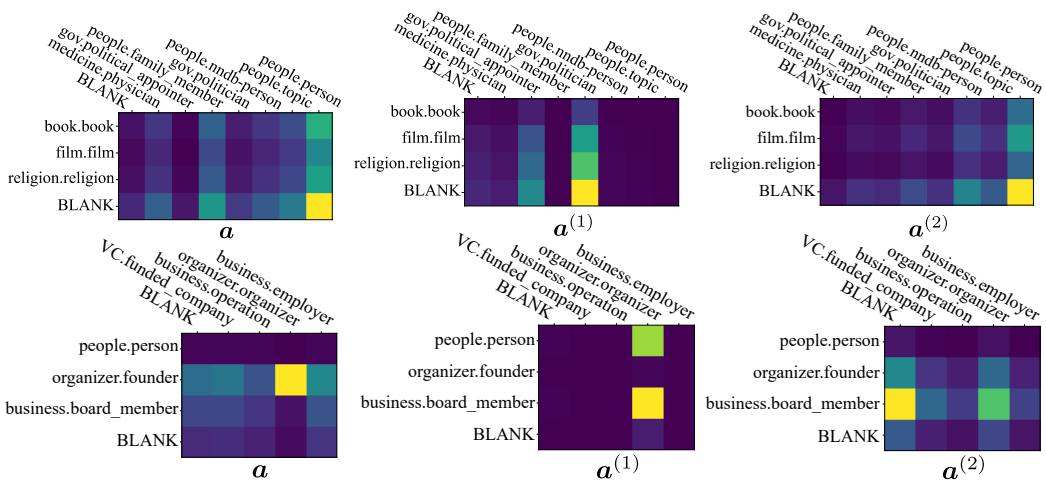 people.person
people.topic
people.nndb-person
gov.politician
people.family_member
gov.political_appointer
medicine.physician
BLANK
book.book
film.film
religion.religion
BLANK
a
people.person
people.topic
people.nndb-person
gov.politician
people.family_member
gov.political_appointer
medicine.physician
BLANK
book.book
film.film
religion.religion
BLANK
a(1)
people.person
people.topic
people.nndb-person
gov.politician
people.family_member
gov.political_appointer
medicine.physician
BLANK
book.book
film.film
religion.religion
BLANK
a(2)
business.employer
organizer.organizer
business.operation
VC.funded_company
BLANK
people.person
organizer.founder
business.board_member
BLANK
a
business.employer
organizer.organizer
business.operation
VC.funded_company
BLANK
people.person
organizer.founder
business.board_member
BLANK
a(1)
business.employer
organizer.organizer
business.operation
VC.funded_company
BLANK
people.person
organizer.founder
business.board_member
BLANK
a(2)